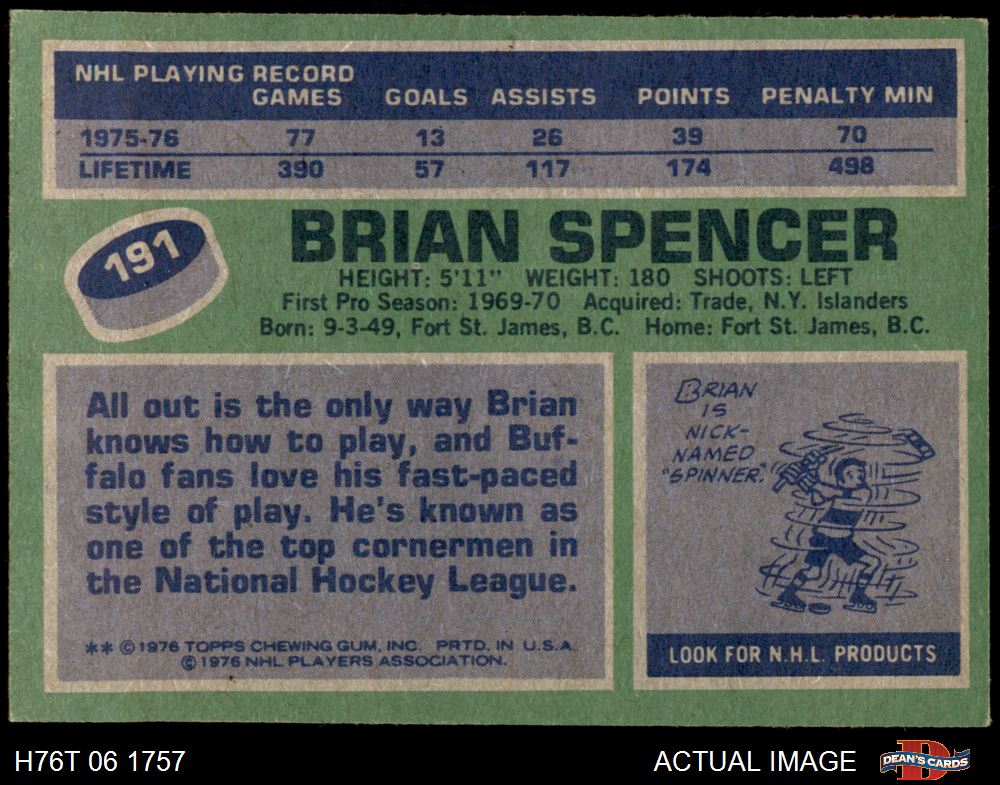 NHL PLAYING RECORD
GAMES GOALS ASSISTS POINTS PENALTY MIN
1975-76 77 13 26 39 70
LIFETIME 390 57 117 174 498
191
BRIAN SPENCER
HEIGHT: 5'11" WEIGHT: 180 SHOOTS: LEFT
First Pro Season: 1969-70 Acquired: Trade, N.Y. Islanders
Born: 9-3-49, Fort St. James, B.C. Home: Fort St. James, B.C.
All out is the only way Brian
knows how to play, and Buf-
falo fans love his fast-paced
style of play. He's known as
one of the top cornermen in
the National Hockey League.
** ©1976 TOPPS CHEWING GUM, INC. PRTD. IN U.S.A.
©1976 NHL PLAYERS ASSOCIATION.
BRIAN
IS
NICK-
NAMED
"SPINNER."
LOOK FOR N.H.L. PRODUCTS
H76T 06 1757
ACTUAL IMAGE
D
DEAN'S CARDS